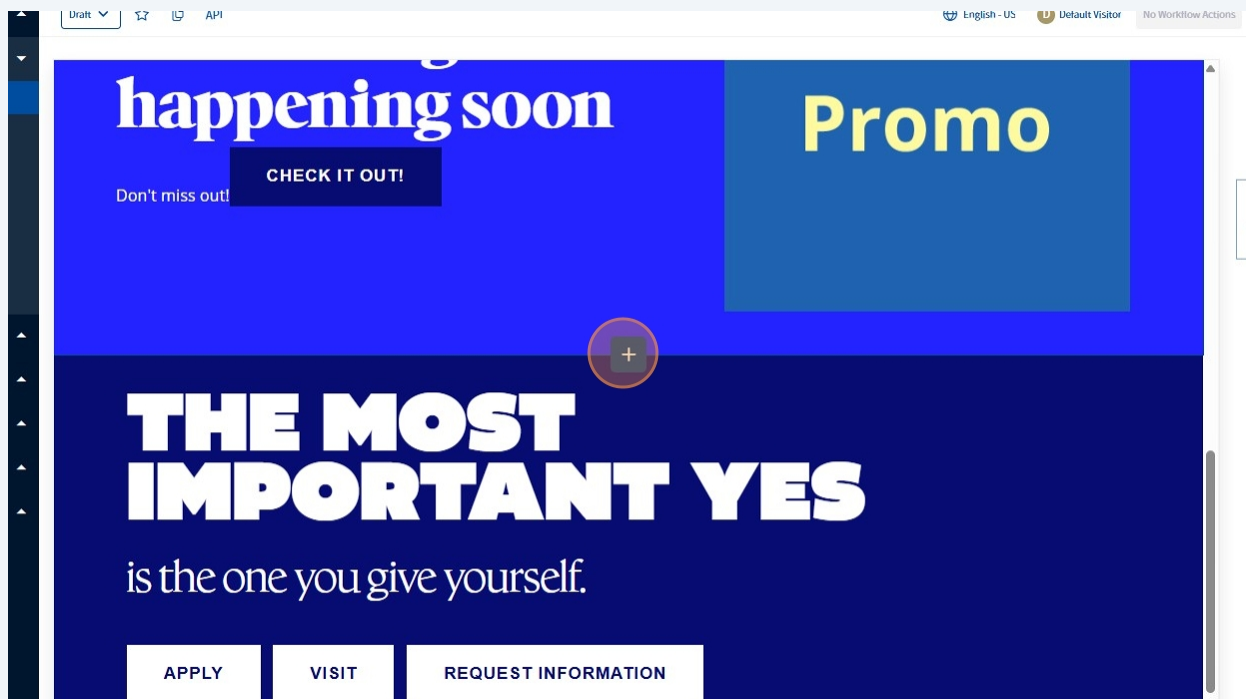 Draft API English - US D Default Visitor No Workflow Actions
happening soon
Promo
CHECK IT OUT!
Don't miss out!
+
THE MOST
IMPORTANT YES
is the one you give yourself.
APPLY VISIT REQUEST INFORMATION